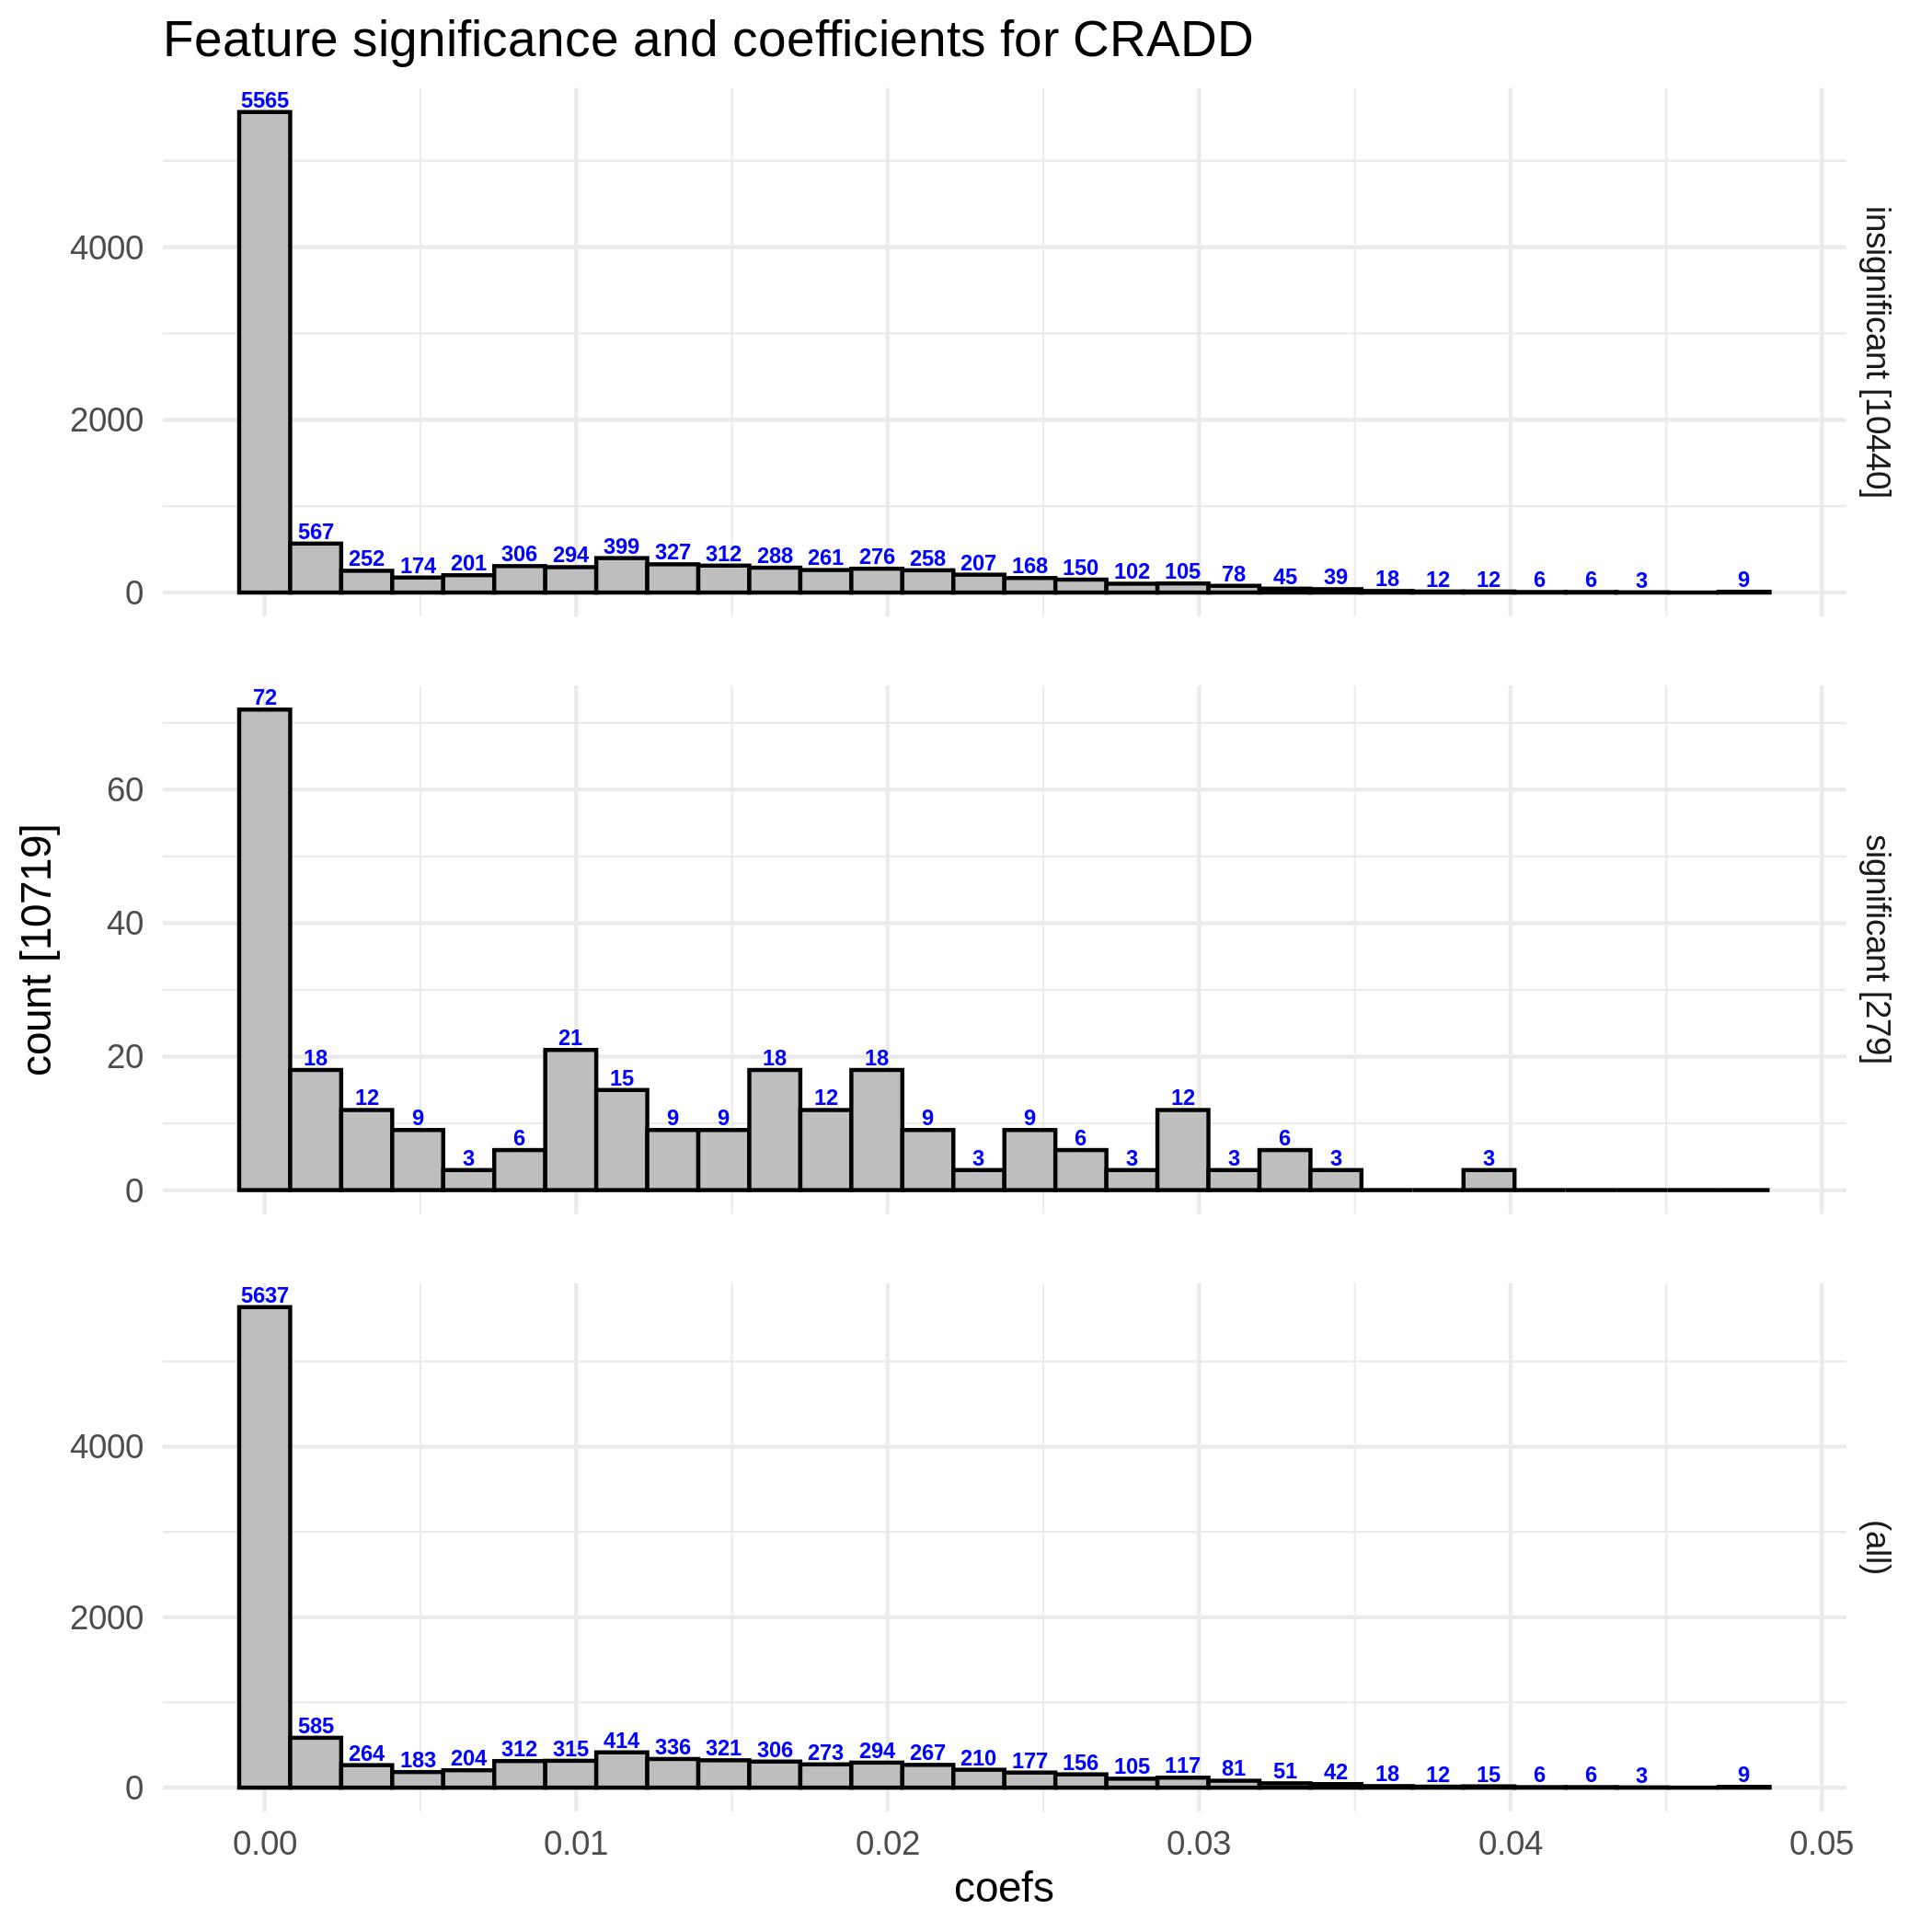 Feature significance and coefficients for CRADD
5565
567 252 174 201 306 294 399 327 312 288 261 276 258 207 168 150 102 105 78 45 39 18 12 12 6 6 3 9
4000
2000
0
insignificant [10440]
72
18 12 9 3 6 21 15 9 9 18 12 18 9 3 9 6 3 12 3 6 3 3
60
40
20
0
significant [279]
count [10719]
5637
585 264 183 204 312 315 414 336 321 306 273 294 267 210 177 156 105 117 81 51 42 18 12 15 6 6 3 9
4000
2000
0
(all)
0.00 0.01 0.02 0.03 0.04 0.05
coefs